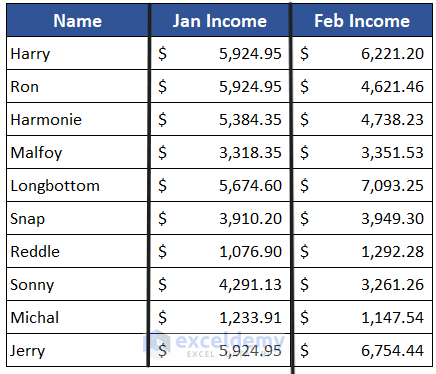 Name Jan Income Feb Income
Harry $ 5,924.95 $ 6,221.20
Ron $ 5,924.95 $ 4,621.46
Harmonie $ 5,384.35 $ 4,738.23
Malfoy $ 3,318.35 $ 3,351.53
Longbottom $ 5,674.60 $ 7,093.25
Snap $ 3,910.20 $ 3,949.30
Reddle $ 1,076.90 $ 1,292.28
Sonny $ 4,291.13 $ 3,261.26
Michal $ 1,233.91 $ 1,147.54
exceldemy
Jerry $ 5,924.95 $ 6,754.44